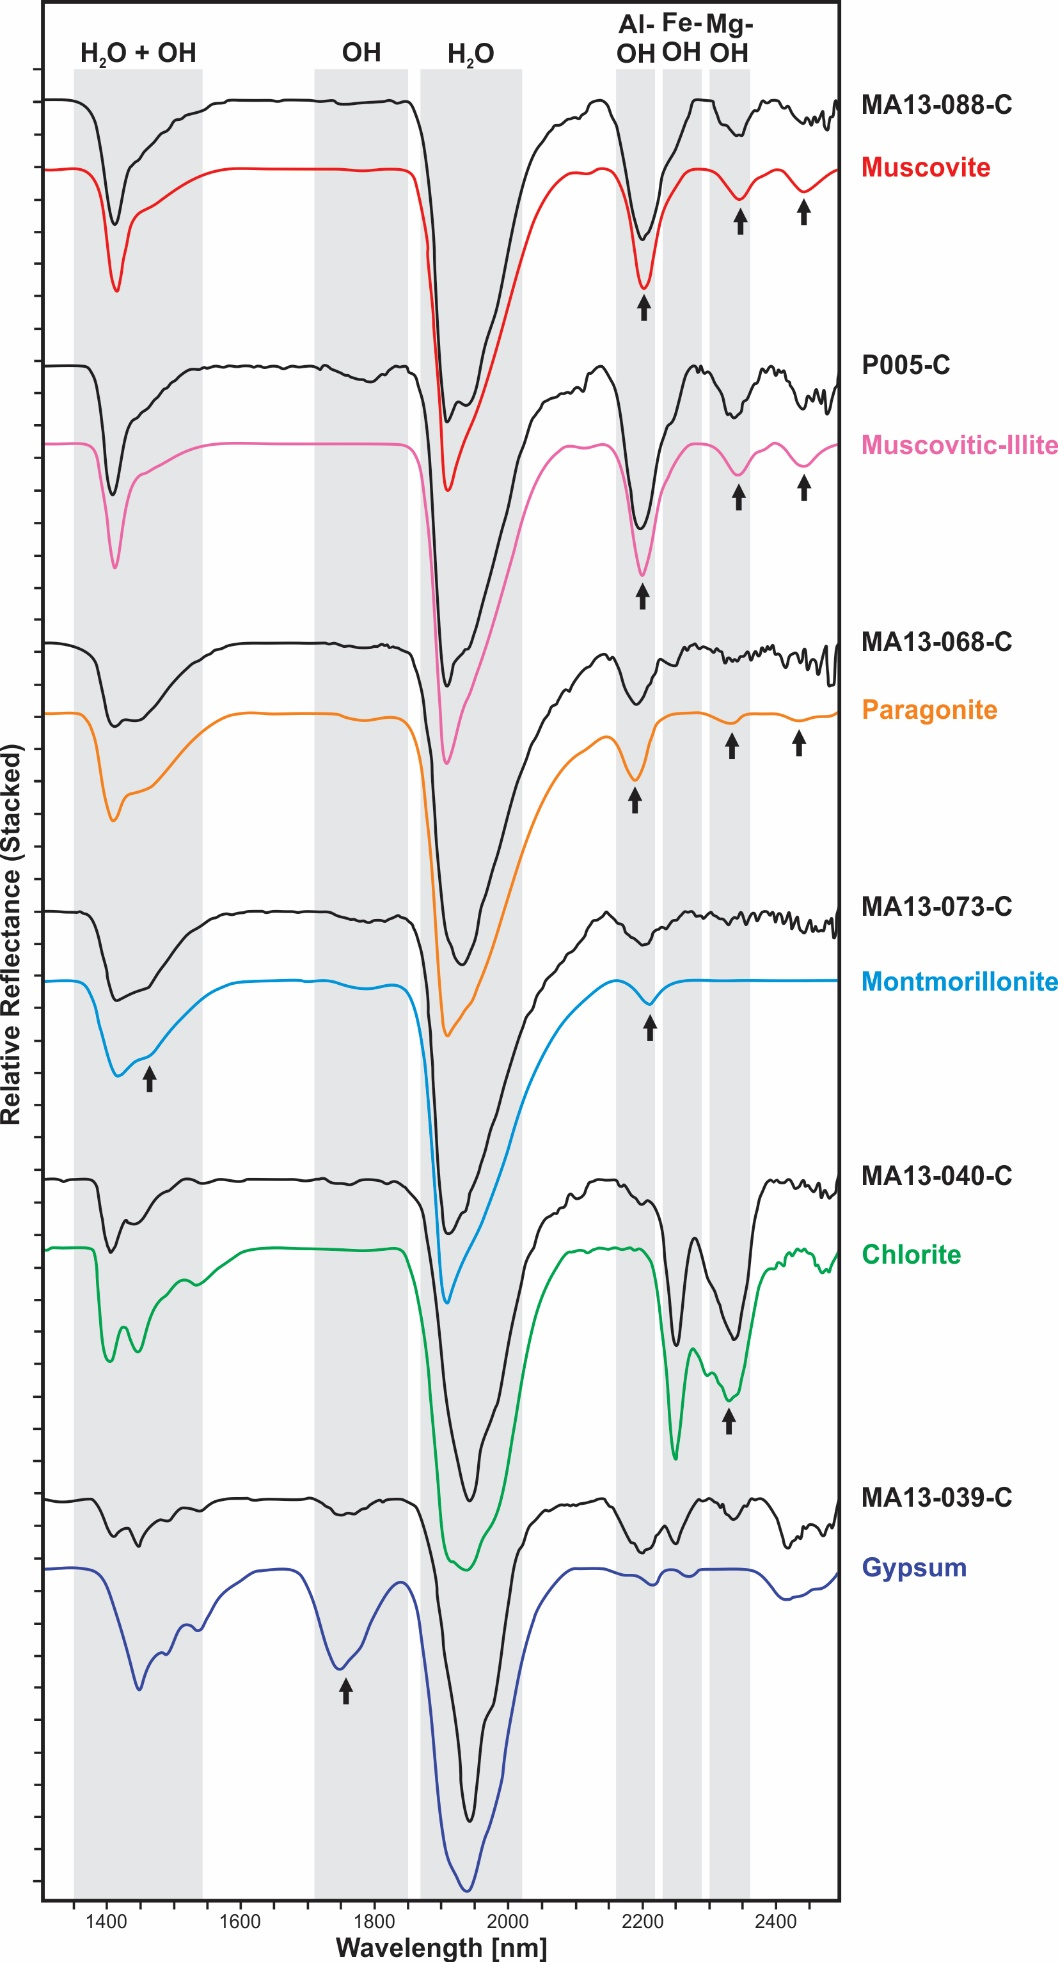 Al- Fe- Mg-
H₂O + OH OH H₂O OH OH OH
MA13-088-C
Muscovite
P005-C
Muscovitic-Illite
MA13-068-C
Paragonite
MA13-073-C
Montmorillonite
MA13-040-C
Chlorite
MA13-039-C
Gypsum
Relative Reflectance (Stacked)
1400 1600 1800 2000 2200 2400
Wavelength [nm]